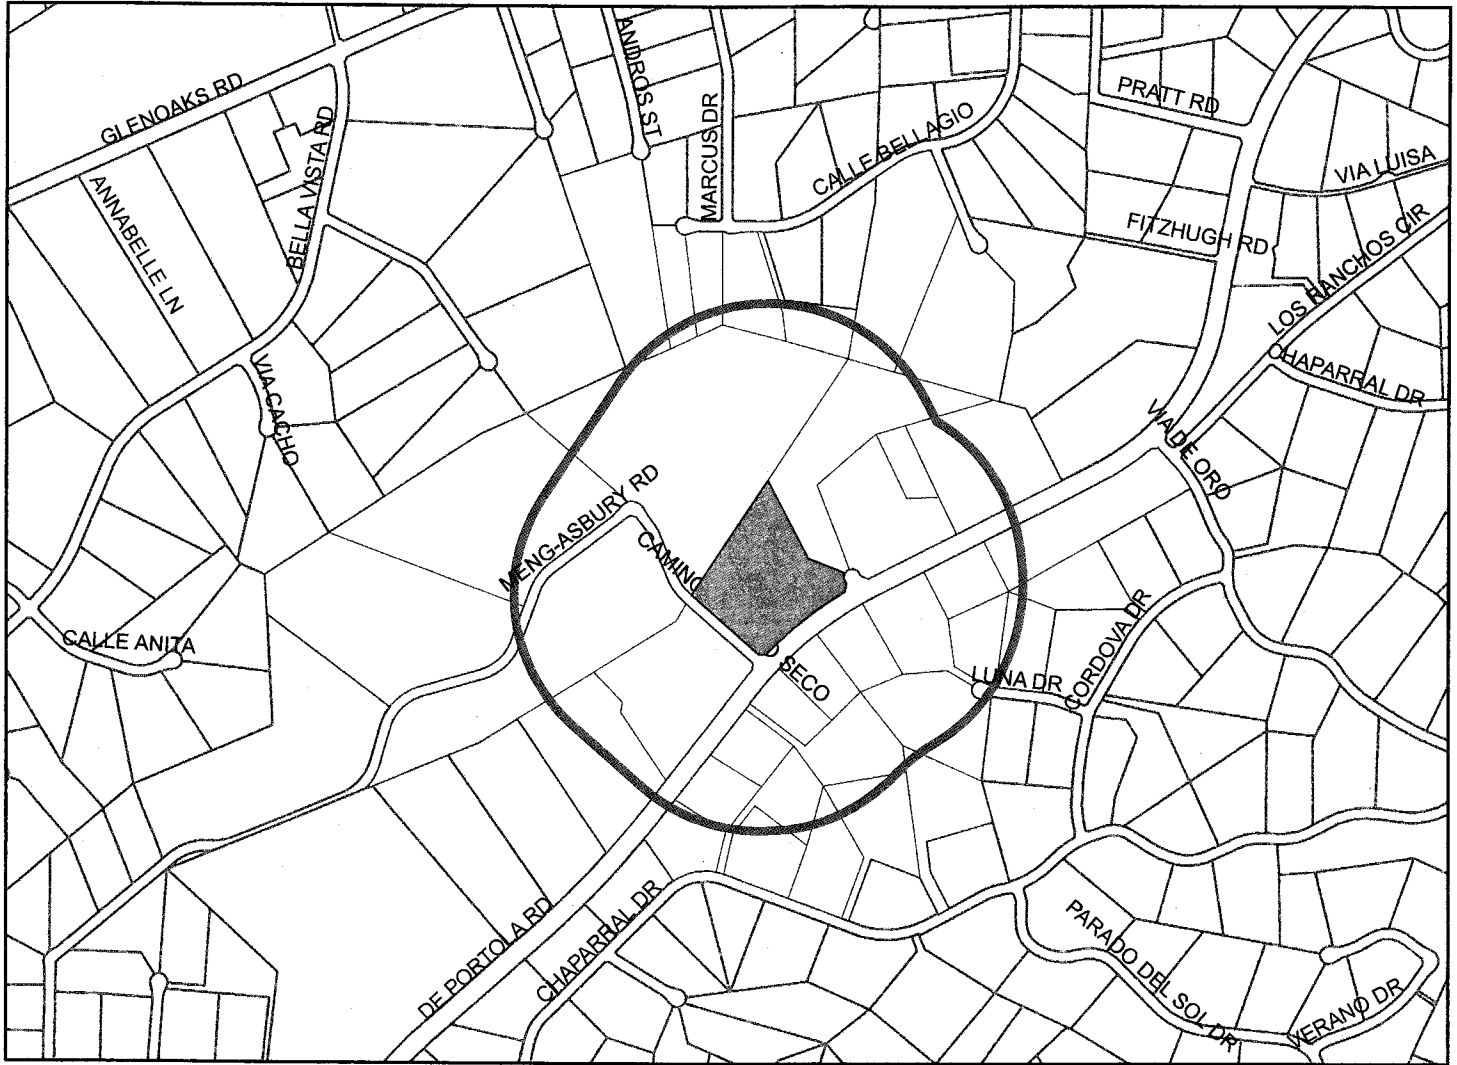 GLENOAKS RD
ANDROS ST
MARCUS DR
PRATT RD
BELLA VISTA RD
CALLE BELLAGIO
VIA LUISA
ANNABELLE LN
FITZHUGH RD
LOS RANCHOS CIR
CHAPARRAL DR
VIA CACHO
VIA DE ORO
MENG-ASBURY RD
CAMINO
SECO
CALLE ANITA
LUNA DR
CORDOVA DR
DE PORTOLA RD
CHAPARRAL DR
PARADO DEL SOL DR
VERANO DR